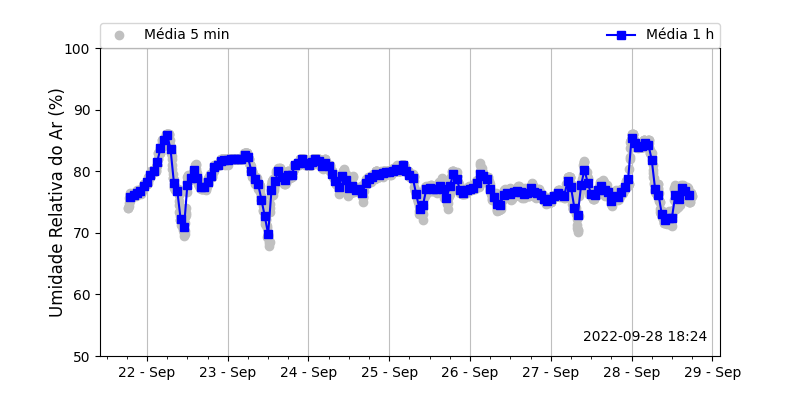 Média 5 min Média 1 h
100
90
80
70
60
50
Umidade Relativa do Ar (%)
2022-09-28 18:24
22 - Sep 23 - Sep 24 - Sep 25 - Sep 26 - Sep 27 - Sep 28 - Sep 29 - Sep